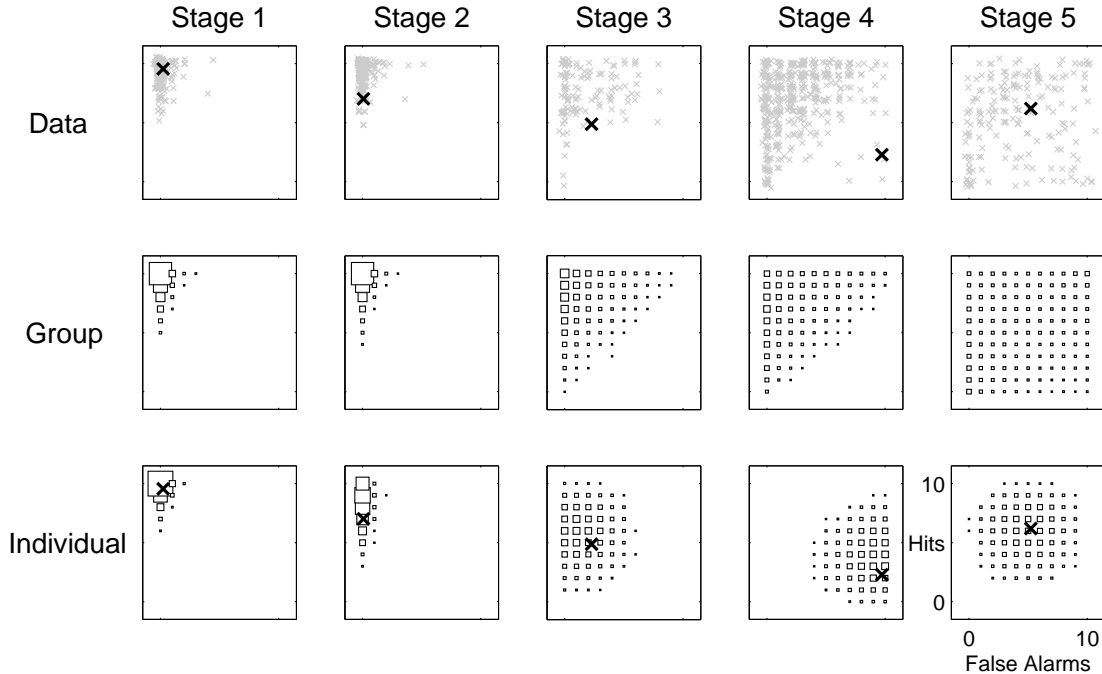 Stage 1 Stage 2 Stage 3 Stage 4 Stage 5
Data
Group
Individual
10
Hits
0
0 10
False Alarms